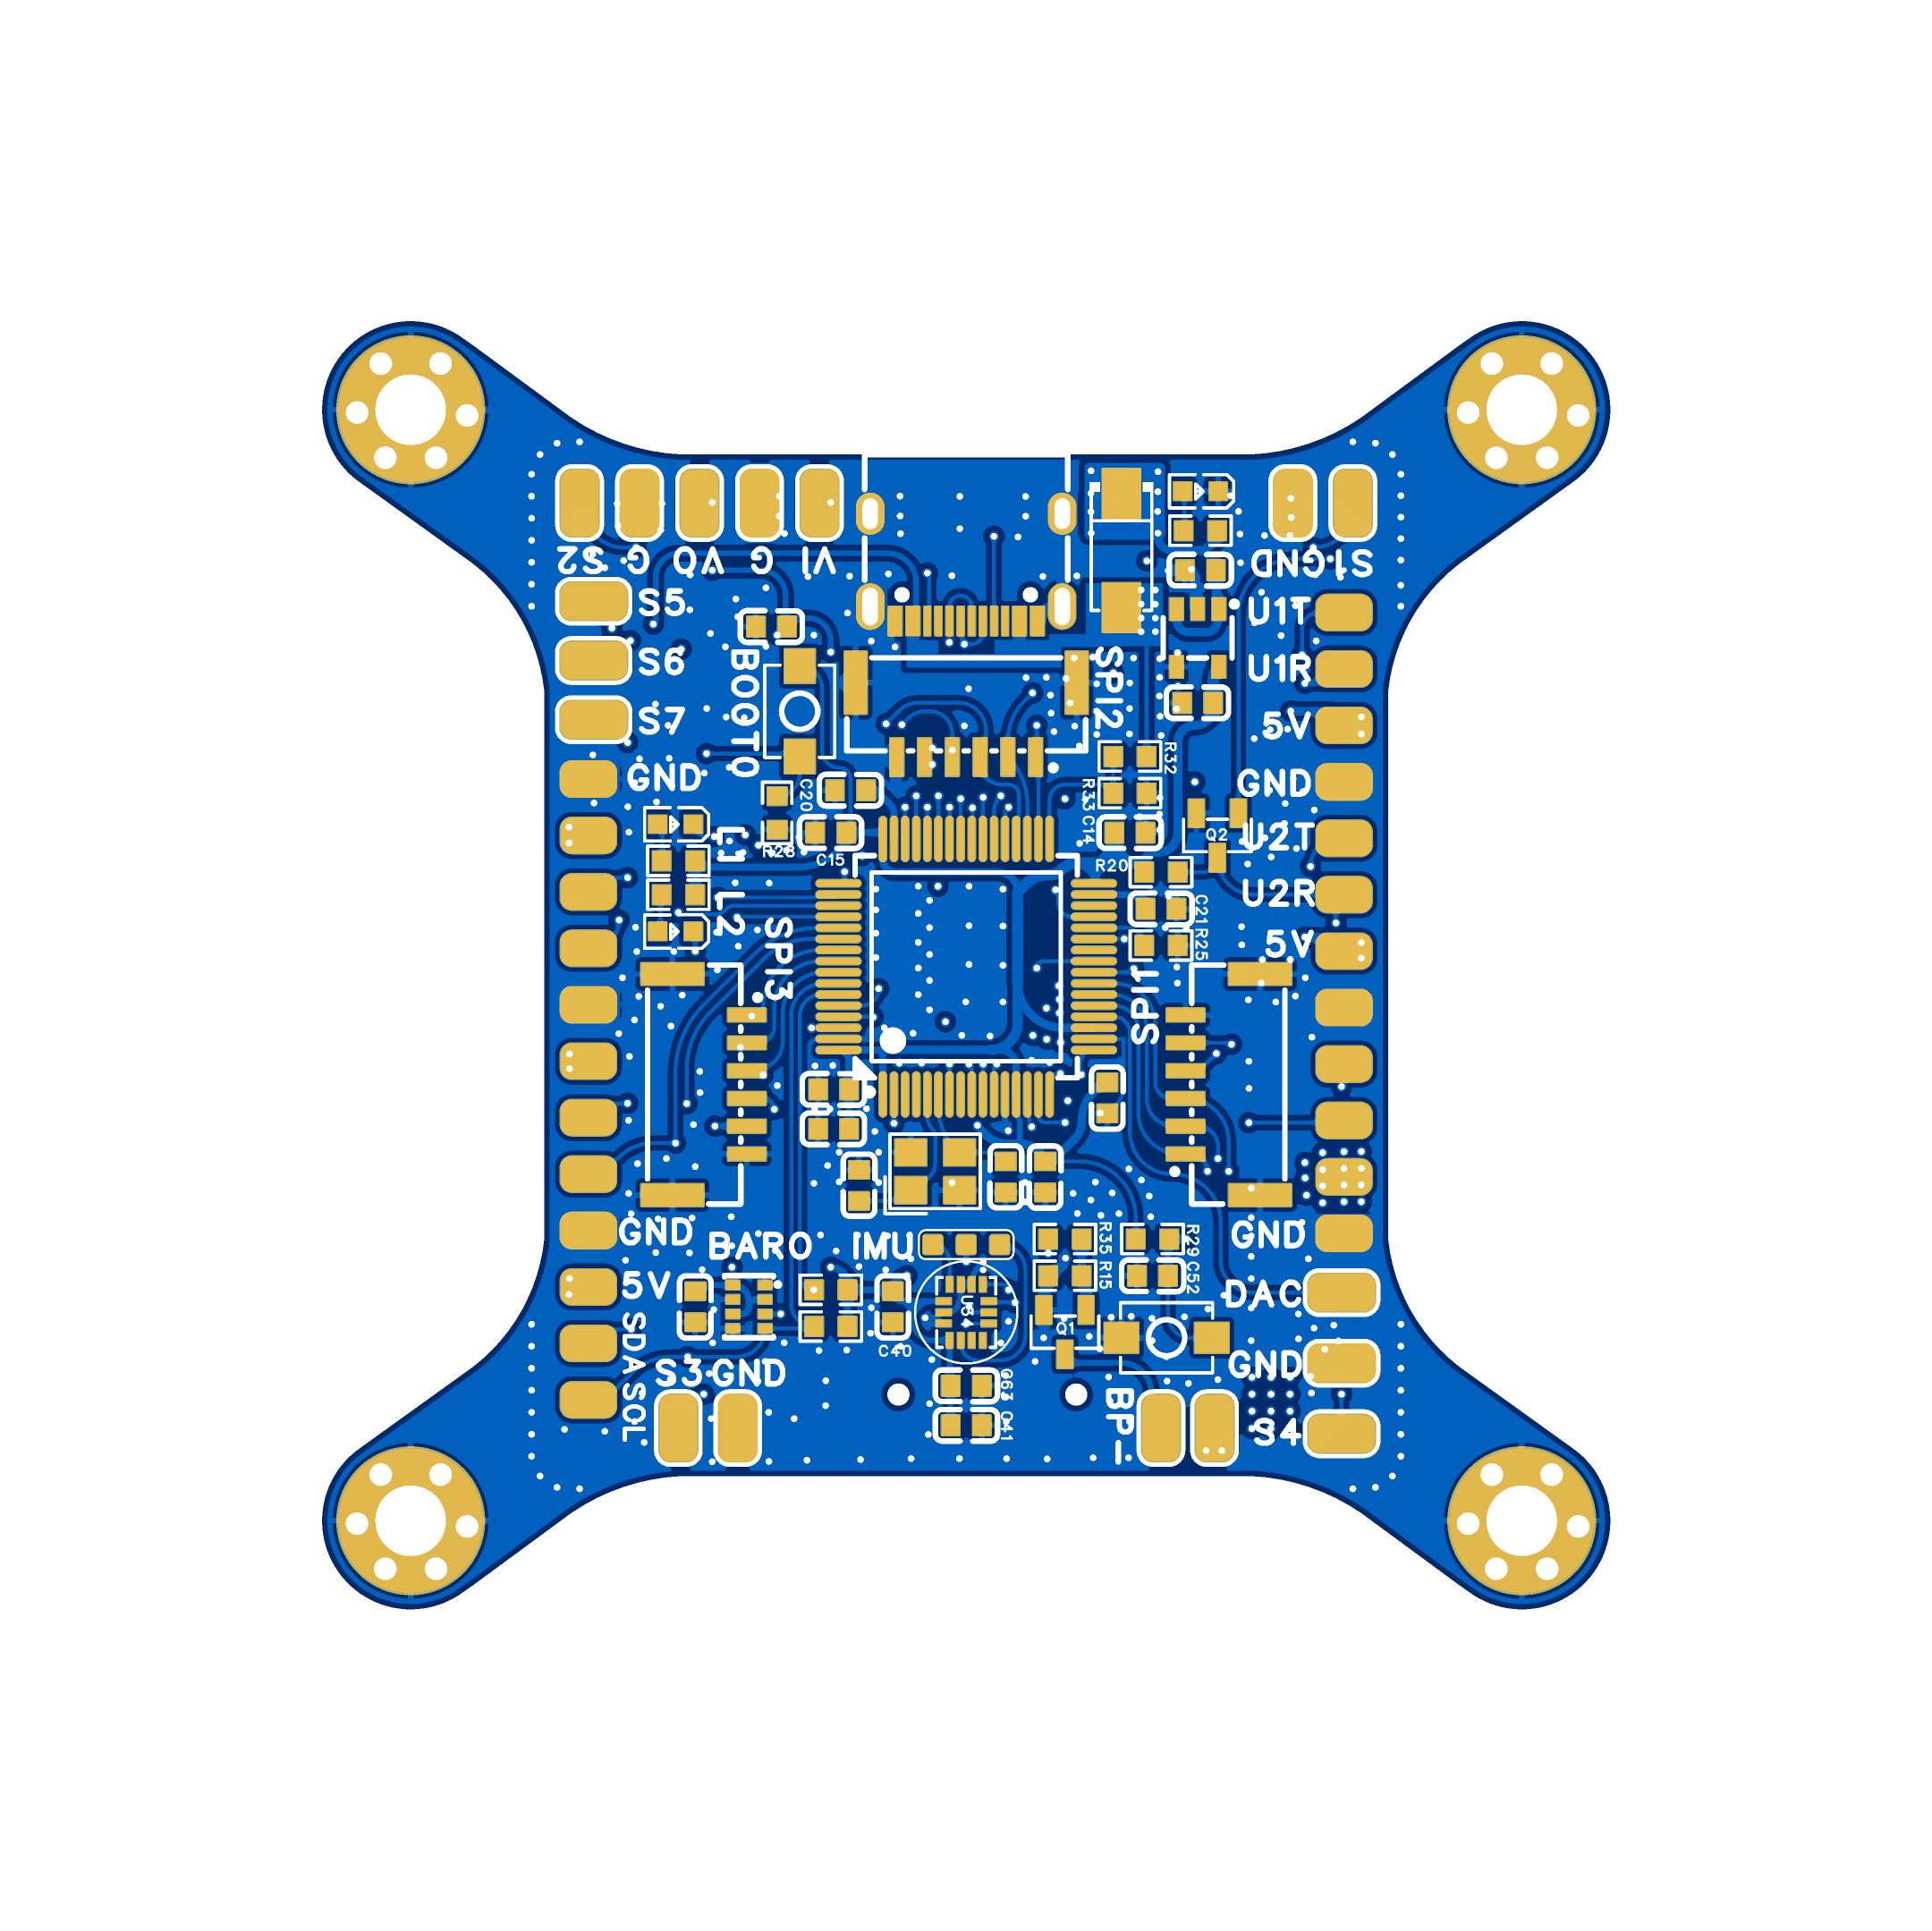 S2
G
VO
G
VI
GND
S1
S5
S6
S7
GND
BOOT0
SPI2
U1T
U1R
5V
GND
U2T
U2R
5V
R32
R33
C14
C20
R28
C15
Q2
R20
C21
R25
L1
L2
SPI3
SPI1
GND
5V
SDA
SCL
BARO
IMU
R35
R15
R29
C52
GND
DAC
GND
S4
C40
Q1
S3
GND
BP-
C41